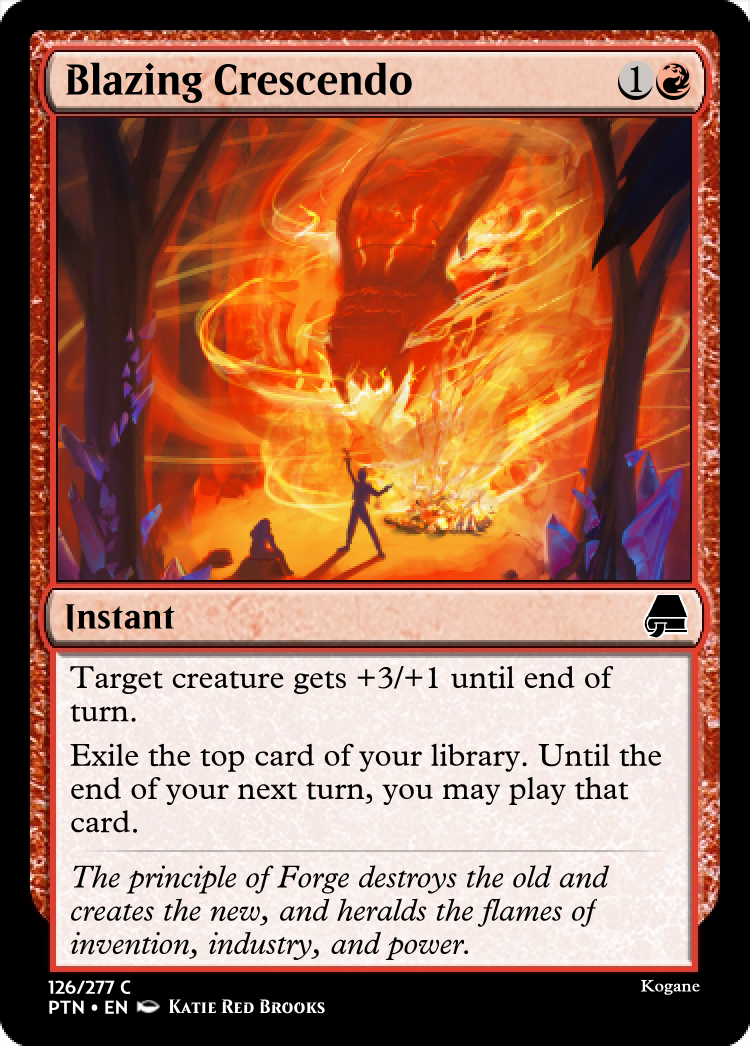 Blazing Crescendo 1
Instant
Target creature gets +3/+1 until end of
turn.
Exile the top card of your library. Until the
end of your next turn, you may play that
card.
The principle of Forge destroys the old and
creates the new, and heralds the flames of
invention, industry, and power.
126/277 C Kogane
PTN • EN Katie Red Brooks